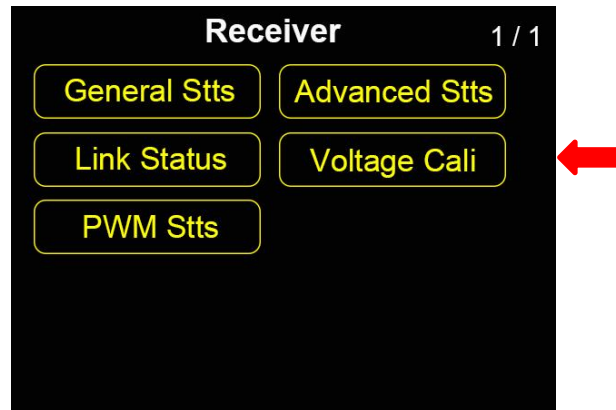 Receiver 1 / 1
General Stts Advanced Stts
Link Status Voltage Cali
PWM Stts